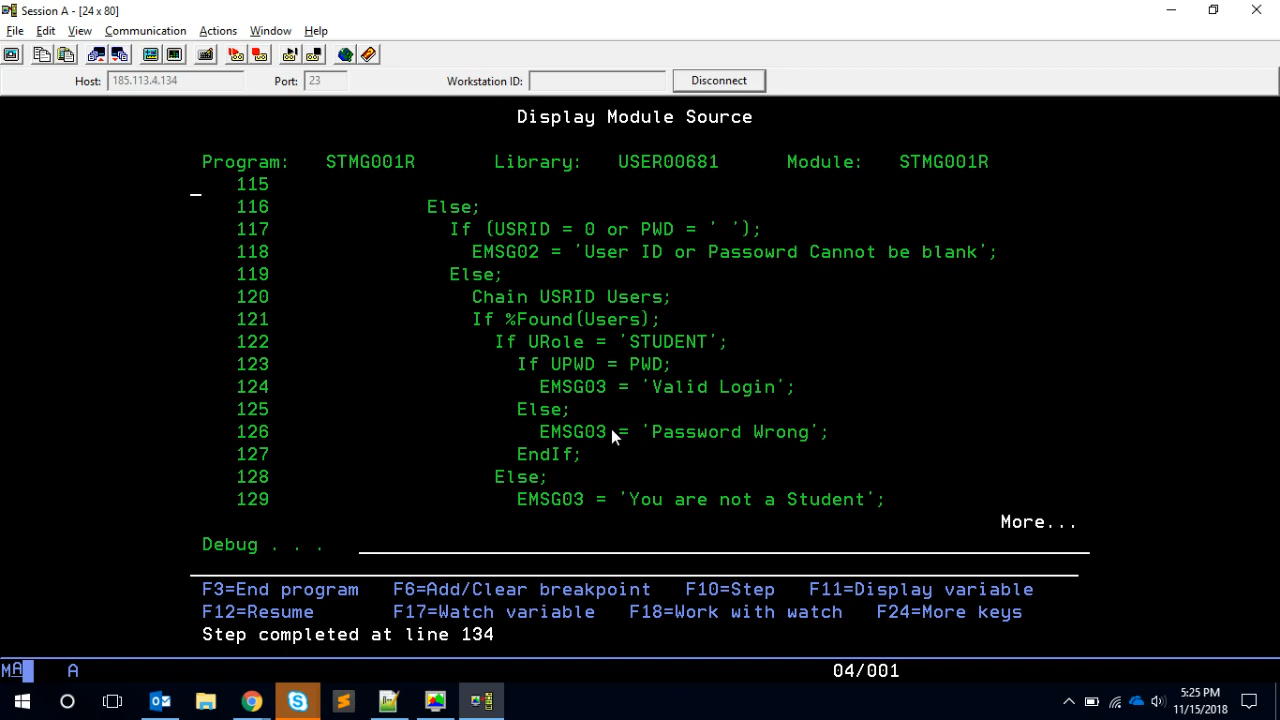 Session A - [24 x 80]
File Edit View Communication Actions Window Help
Host: 185.113.4.134 Port: 23 Workstation ID: Disconnect
Display Module Source
Program: STMG001R Library: USER00681 Module: STMG001R
115
116 Else;
117 If (USRID = 0 or PWD = ' ');
118 EMSG02 = 'User ID or Passowrd Cannot be blank';
119 Else;
120 Chain USRID Users;
121 If %Found(Users);
122 If URole = 'STUDENT';
123 If UPWD = PWD;
124 EMSG03 = 'Valid Login';
125 Else;
126 EMSG03 = 'Password Wrong';
127 EndIf;
128 Else;
129 EMSG03 = 'You are not a Student';
More...
Debug . . .
F3=End program F6=Add/Clear breakpoint F10=Step F11=Display variable
F12=Resume F17=Watch variable F18=Work with watch F24=More keys
Step completed at line 134
MA A 04/001
5:25 PM
11/15/2018